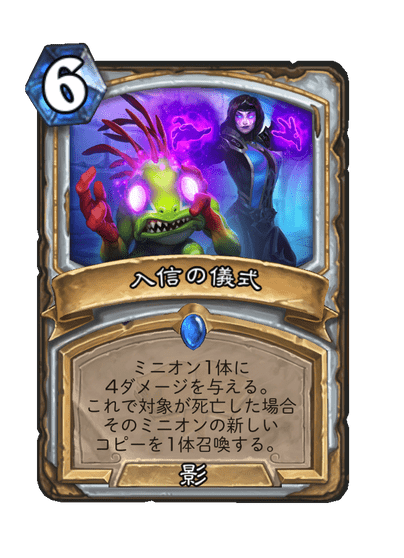 6
入信の儀式
ミニオン1体に
4ダメージを与える。
これで対象が死亡した場合
そのミニオンの新しい
コピーを1体召喚する。
影